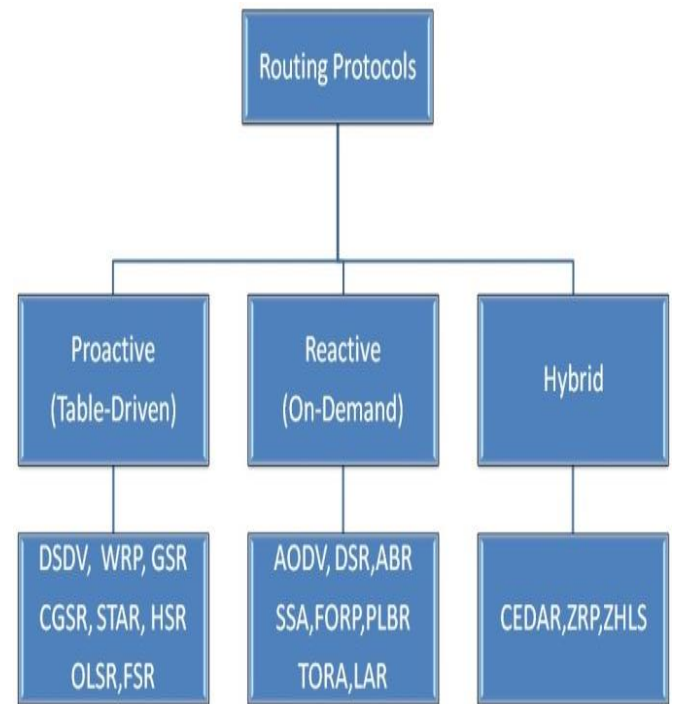 Routing Protocols
Proactive
(Table-Driven)
Reactive
(On-Demand)
Hybrid
DSDV, WRP, GSR
CGSR, STAR, HSR
OLSR,FSR
AODV, DSR,ABR
SSA,FORP,PLBR
TORA,LAR
CEDAR,ZRP,ZHLS